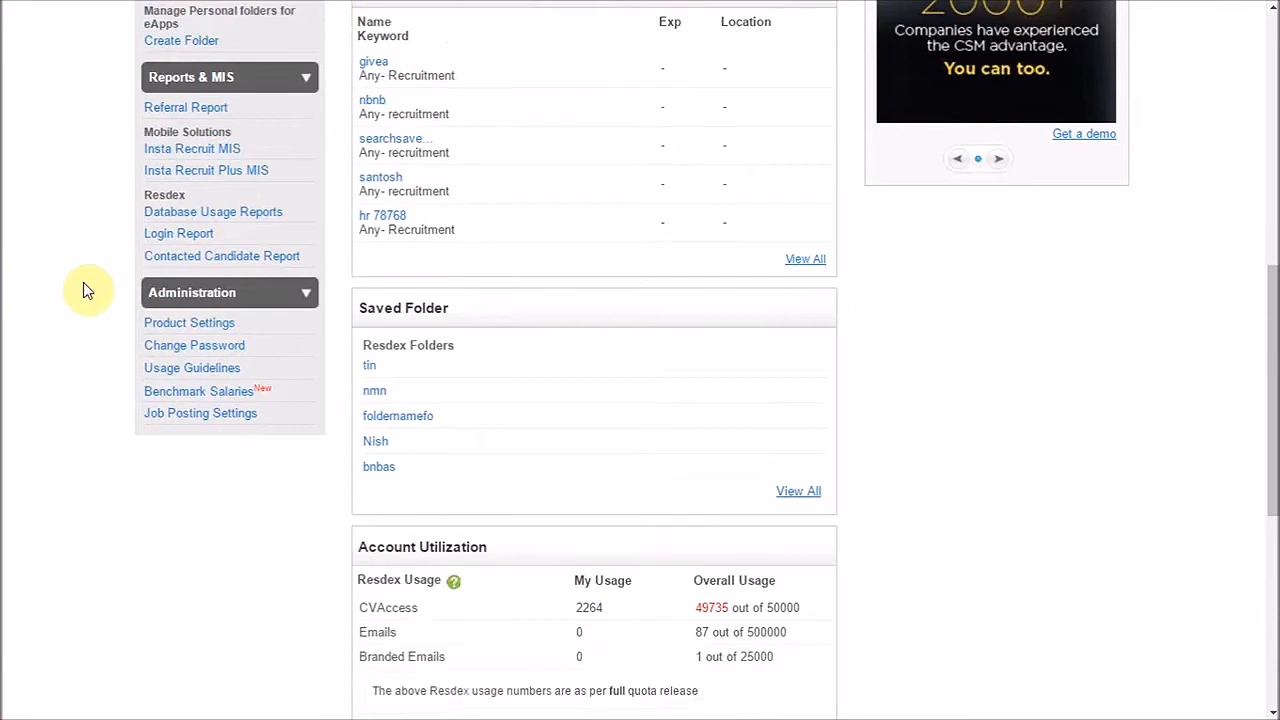 Manage Personal folders for
eApps
Create Folder
Reports & MIS
Referral Report
Mobile Solutions
Insta Recruit MIS
Insta Recruit Plus MIS
Resdex
Database Usage Reports
Login Report
Contacted Candidate Report
Administration
Product Settings
Change Password
Usage Guidelines
Benchmark Salaries New
Job Posting Settings
Name Exp Location
Keyword
givea
Any- Recruitment - -
nbnb
Any- recruitment - -
searchsave...
Any- recruitment - -
santosh
Any- recruitment - -
hr 78768
Any- Recruitment - -
View All
Saved Folder
Resdex Folders
tin
nmn
foldernamefo
Nish
bnbas
View All
Account Utilization
Resdex Usage ? My Usage Overall Usage
CVAccess 2264 49735 out of 50000
Emails 0 87 out of 500000
Branded Emails 0 1 out of 25000
The above Resdex usage numbers are as per full quota release
2000+
Companies have experienced
the CSM advantage.
You can too.
Get a demo